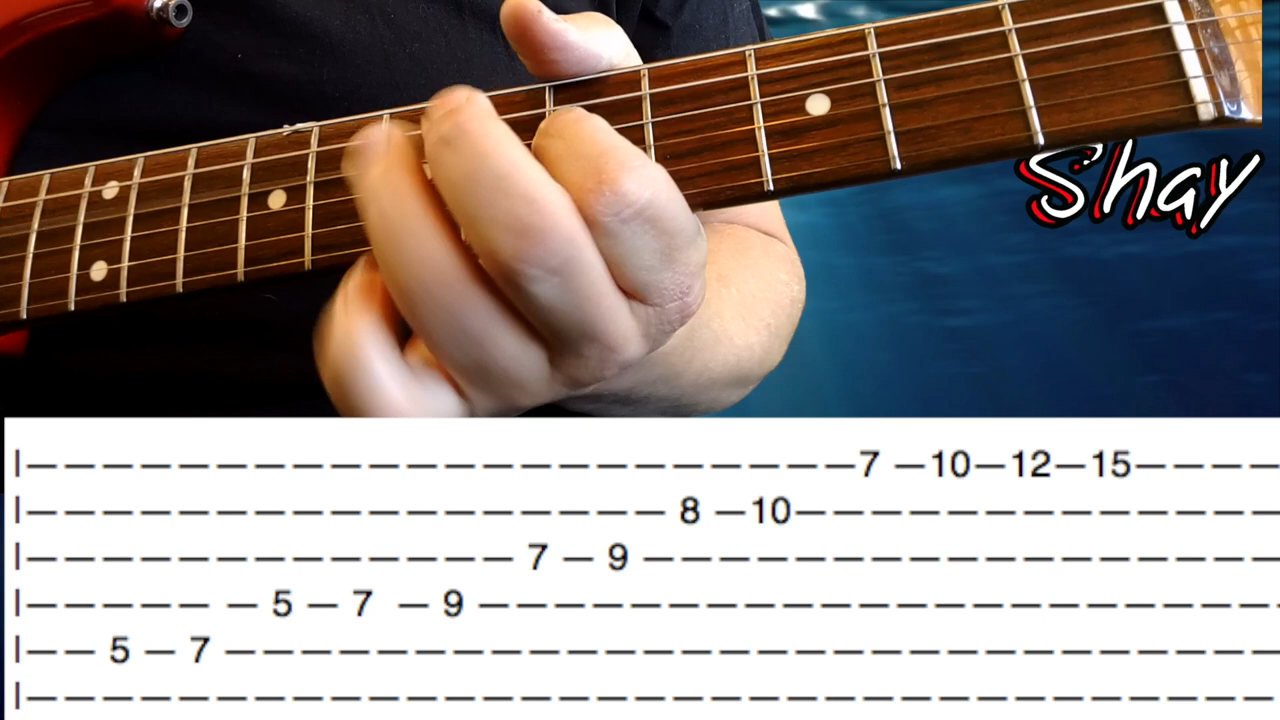 Shay
|———————————————————————7 —10—12—15————
|————————————————— 8 —10—————————————
|————————————— 7 — 9 —————————————————
|————— — 5 — 7 — 9 —————————————————————
|—— 5 — 7 ————————————————————————————
|—————————————————————————————————